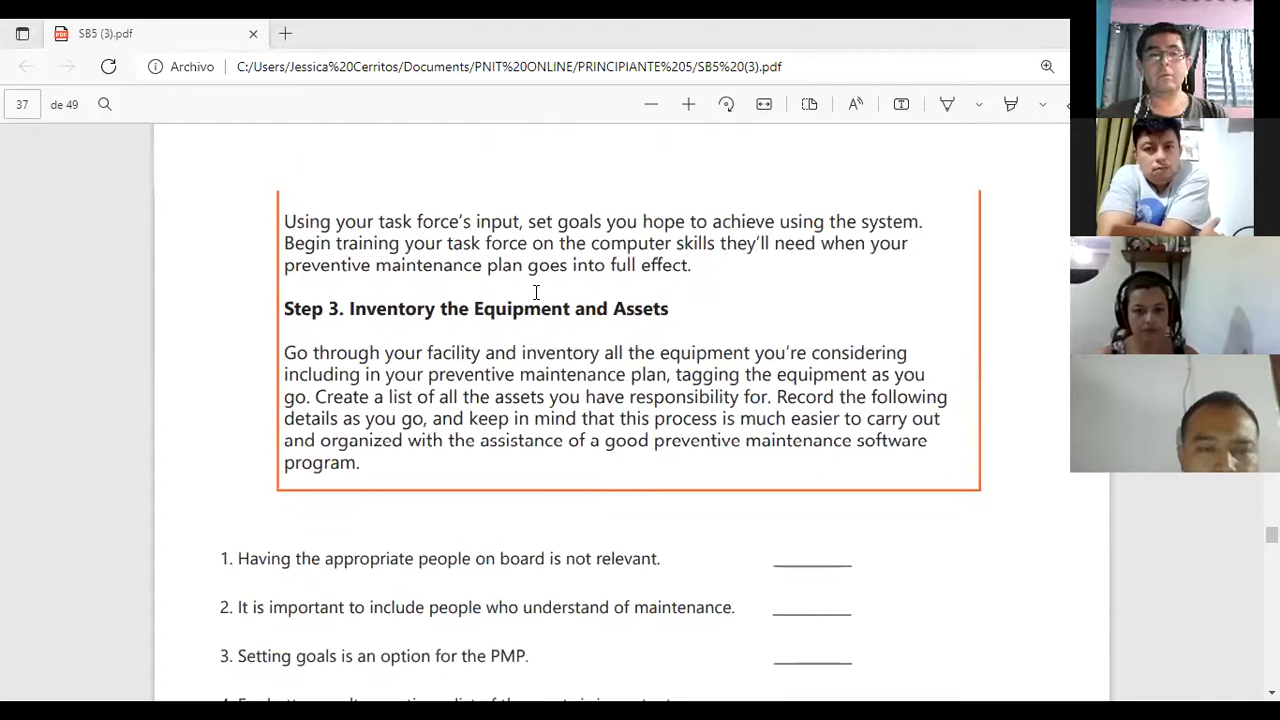 SB5 (3).pdf
Archivo
C:/Users/Jessica%20Cerritos/Documents/PNIT%20ONLINE/PRINCIPIANTE%205/SB5%20(3).pdf
37
de 49
Using your task force's input, set goals you hope to achieve using the system.
Begin training your task force on the computer skills they'll need when your
preventive maintenance plan goes into full effect.
Step 3. Inventory the Equipment and Assets
Go through your facility and inventory all the equipment you're considering
including in your preventive maintenance plan, tagging the equipment as you
go. Create a list of all the assets you have responsibility for. Record the following
details as you go, and keep in mind that this process is much easier to carry out
and organized with the assistance of a good preventive maintenance software
program.
1. Having the appropriate people on board is not relevant.
2. It is important to include people who understand of maintenance.
3. Setting goals is an option for the PMP.